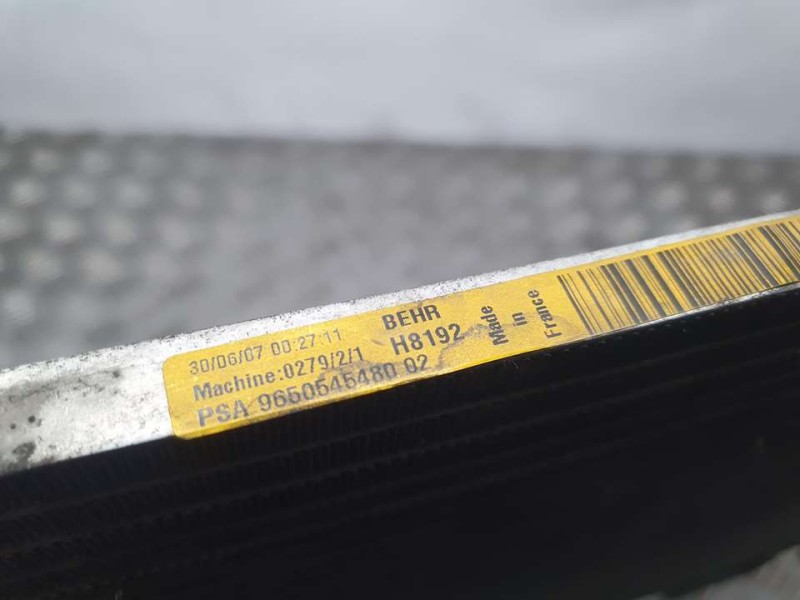 30/06/07 00:27:11 BEHR
Machine:0279/2/1 H8192
PSA 9650545480 02
Made
in
France